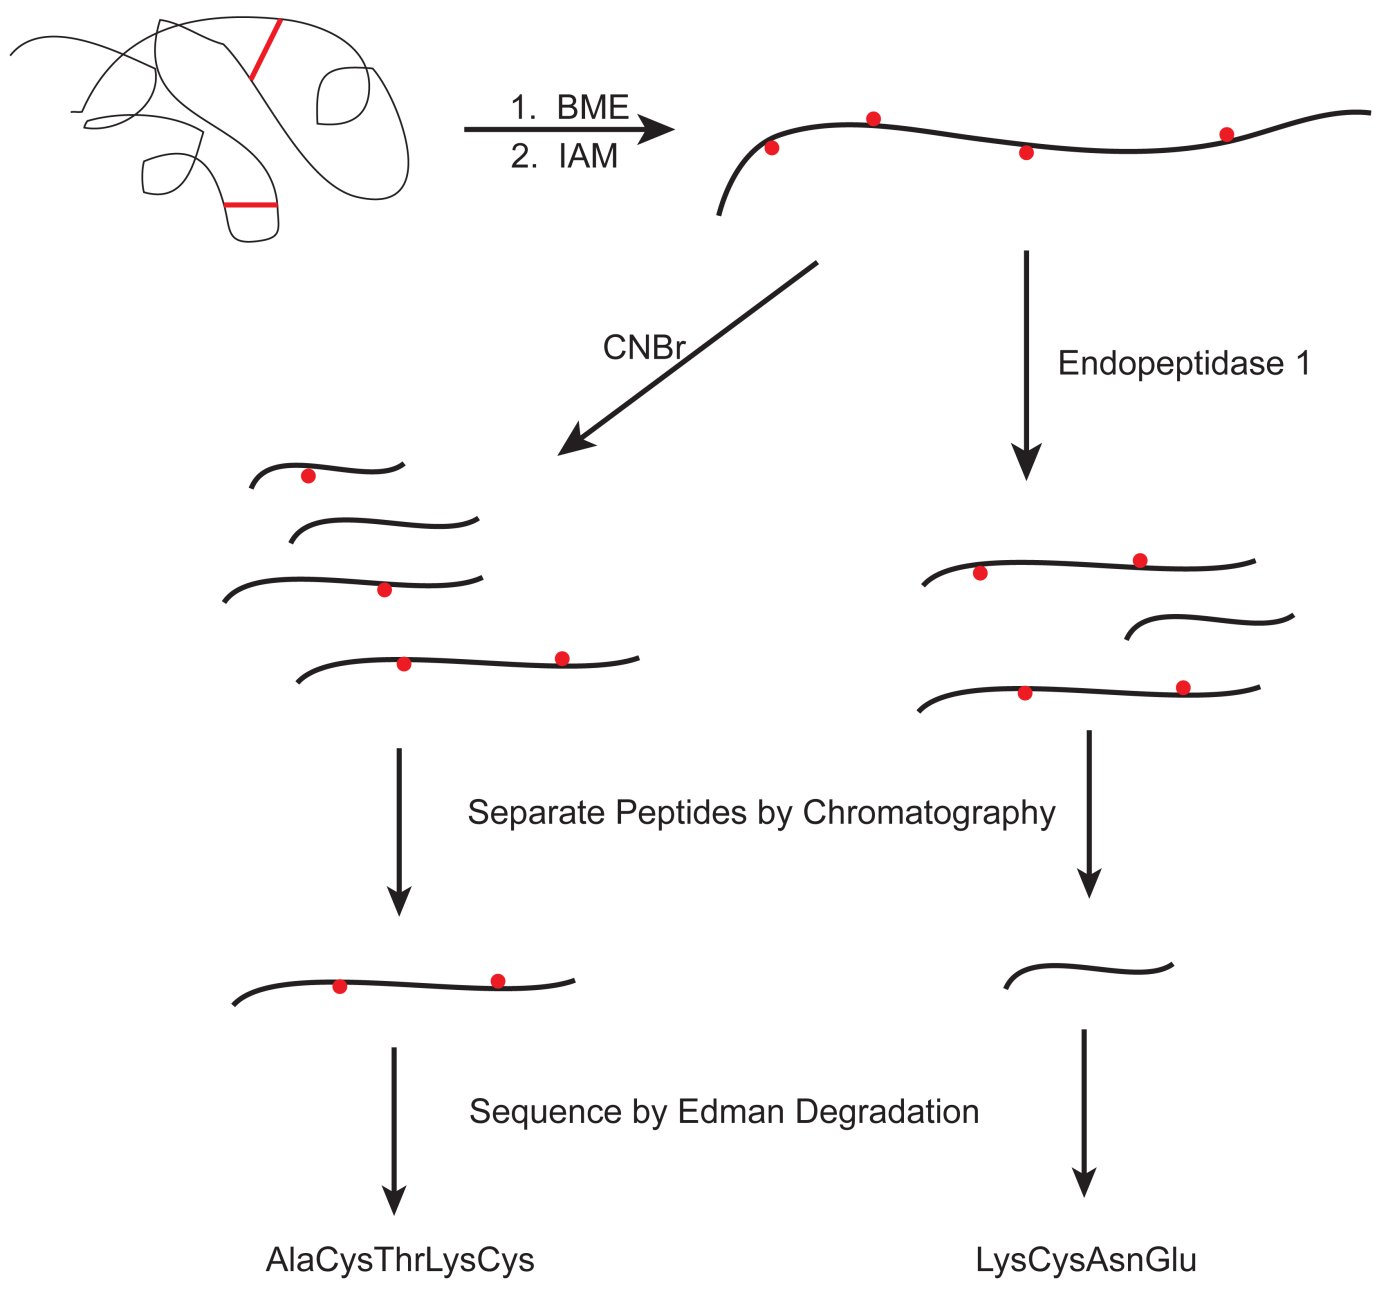 1. BME
2. IAM
CNBr
Endopeptidase 1
Separate Peptides by Chromatography
Sequence by Edman Degradation
AlaCysThrLysCys
LysCysAsnGlu